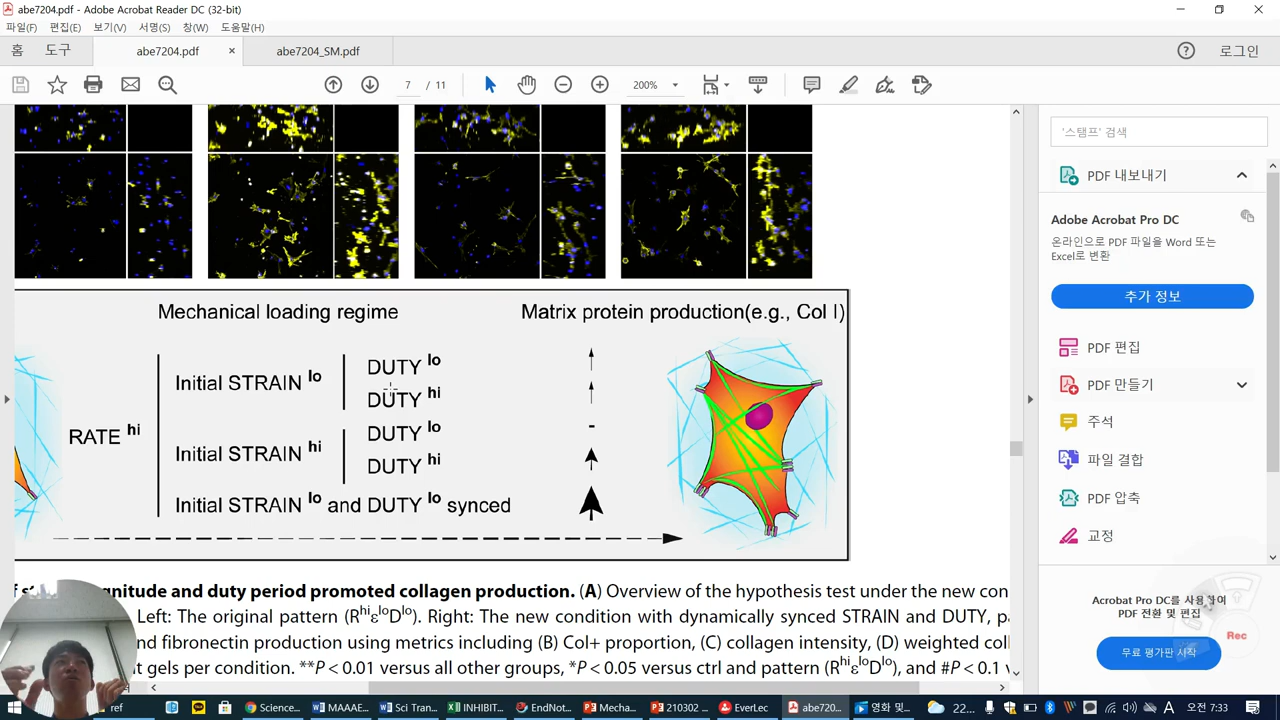 abe7204.pdf - Adobe Acrobat Reader DC (32-bit)
파일(F) 편집(E) 보기(V) 서명(S) 창(W) 도움말(H)
홈 도구 abe7204.pdf × abe7204_SM.pdf 로그인
7 / 11 200%
'스탬프' 검색
PDF 내보내기
Adobe Acrobat Pro DC
온라인으로 PDF 파일을 Word 또는
Excel로 변환
추가 정보
PDF 편집
PDF 만들기
주석
파일 결합
PDF 압축
교정
Acrobat Pro DC를 사용하여
PDF 전환 및 편집
무료 평가판 시작
Rec
Mechanical loading regime Matrix protein production(e.g., Col I)
RATE hi
Initial STRAIN lo
DUTY lo
DUTY hi
Initial STRAIN hi
DUTY lo
-
DUTY hi
Initial STRAIN lo and DUTY lo synced
magnitude and duty period promoted collagen production. (A) Overview of the hypothesis test under the new con
Left: The original pattern (RhiεloDlo). Right: The new condition with dynamically synced STRAIN and DUTY, pa
nd fibronectin production using metrics including (B) Col+ proportion, (C) collagen intensity, (D) weighted coll
t gels per condition. **P < 0.01 versus all other groups, *P < 0.05 versus ctrl and pattern (RhiεloDlo), and #P < 0.1 v
ref Science... MAAAE... Sci Tran... INHIBIT... EndNot... Mecha... 210302 ... EverLec abe720... 영화 및... 22... A 오전 7:33